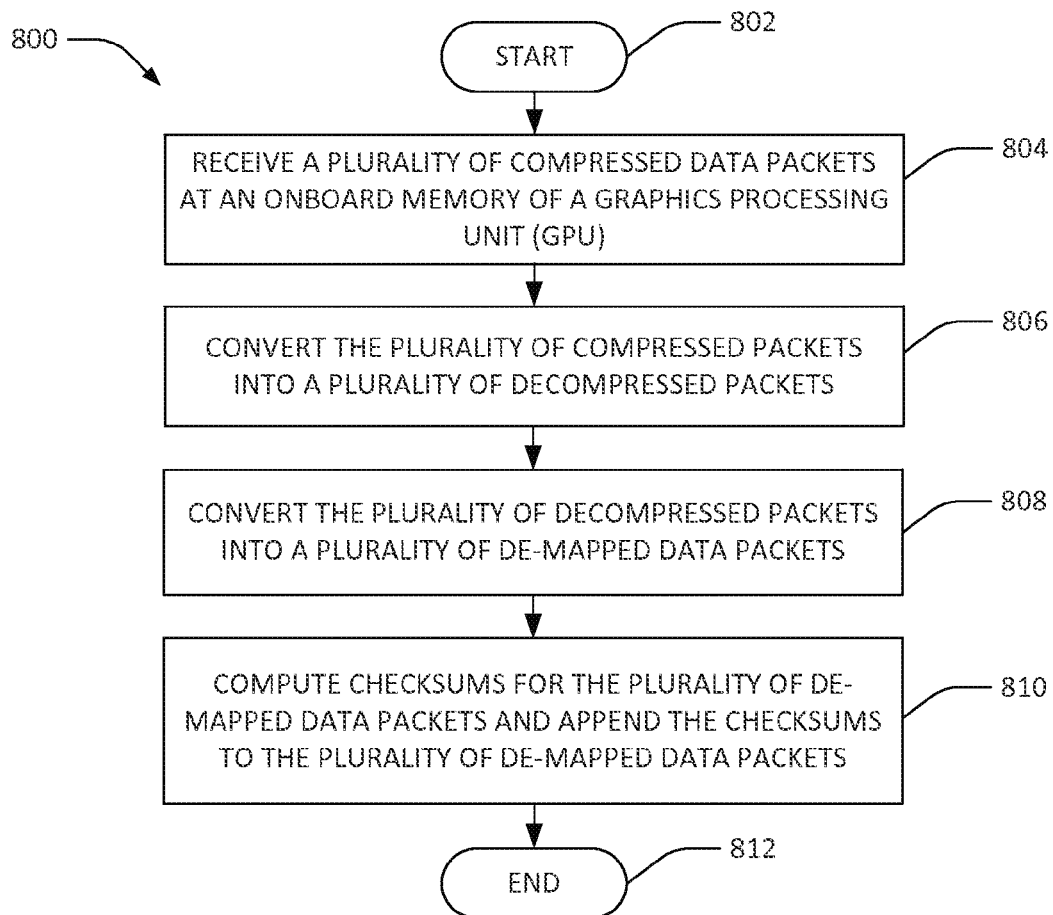 800
802
START
RECEIVE A PLURALITY OF COMPRESSED DATA PACKETS
AT AN ONBOARD MEMORY OF A GRAPHICS PROCESSING
UNIT (GPU)
804
CONVERT THE PLURALITY OF COMPRESSED PACKETS
INTO A PLURALITY OF DECOMPRESSED PACKETS
806
CONVERT THE PLURALITY OF DECOMPRESSED PACKETS
INTO A PLURALITY OF DE-MAPPED DATA PACKETS
808
COMPUTE CHECKSUMS FOR THE PLURALITY OF DE-
MAPPED DATA PACKETS AND APPEND THE CHECKSUMS
TO THE PLURALITY OF DE-MAPPED DATA PACKETS
810
END
812